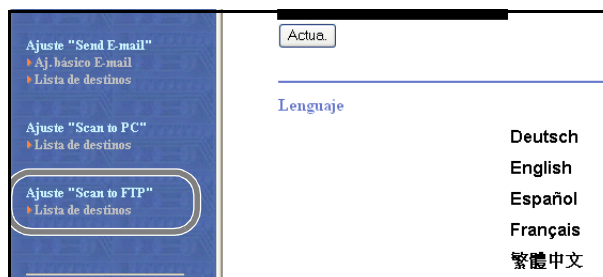 Ajuste "Send E-mail"
Aj. básico E-mail
Lista de destinos
Ajuste "Scan to PC"
Lista de destinos
Ajuste "Scan to FTP"
Lista de destinos
Actua.
Lenguaje
Deutsch
English
Español
Français
繁體中文